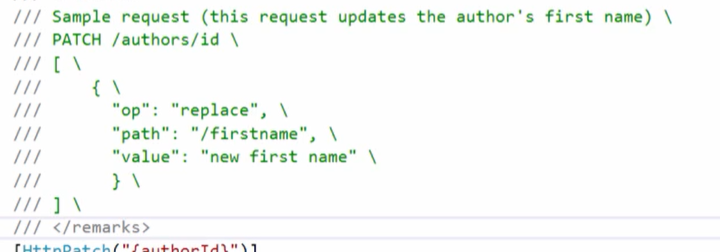 /// Sample request (this request updates the author's first name) \
/// PATCH /authors/id \
/// [ \
///     { \
///       "op": "replace", \
///       "path": "/firstname", \
///       "value": "new first name" \
///       } \
/// ] \
/// </remarks>
[HttpPatch("{authorId}")]